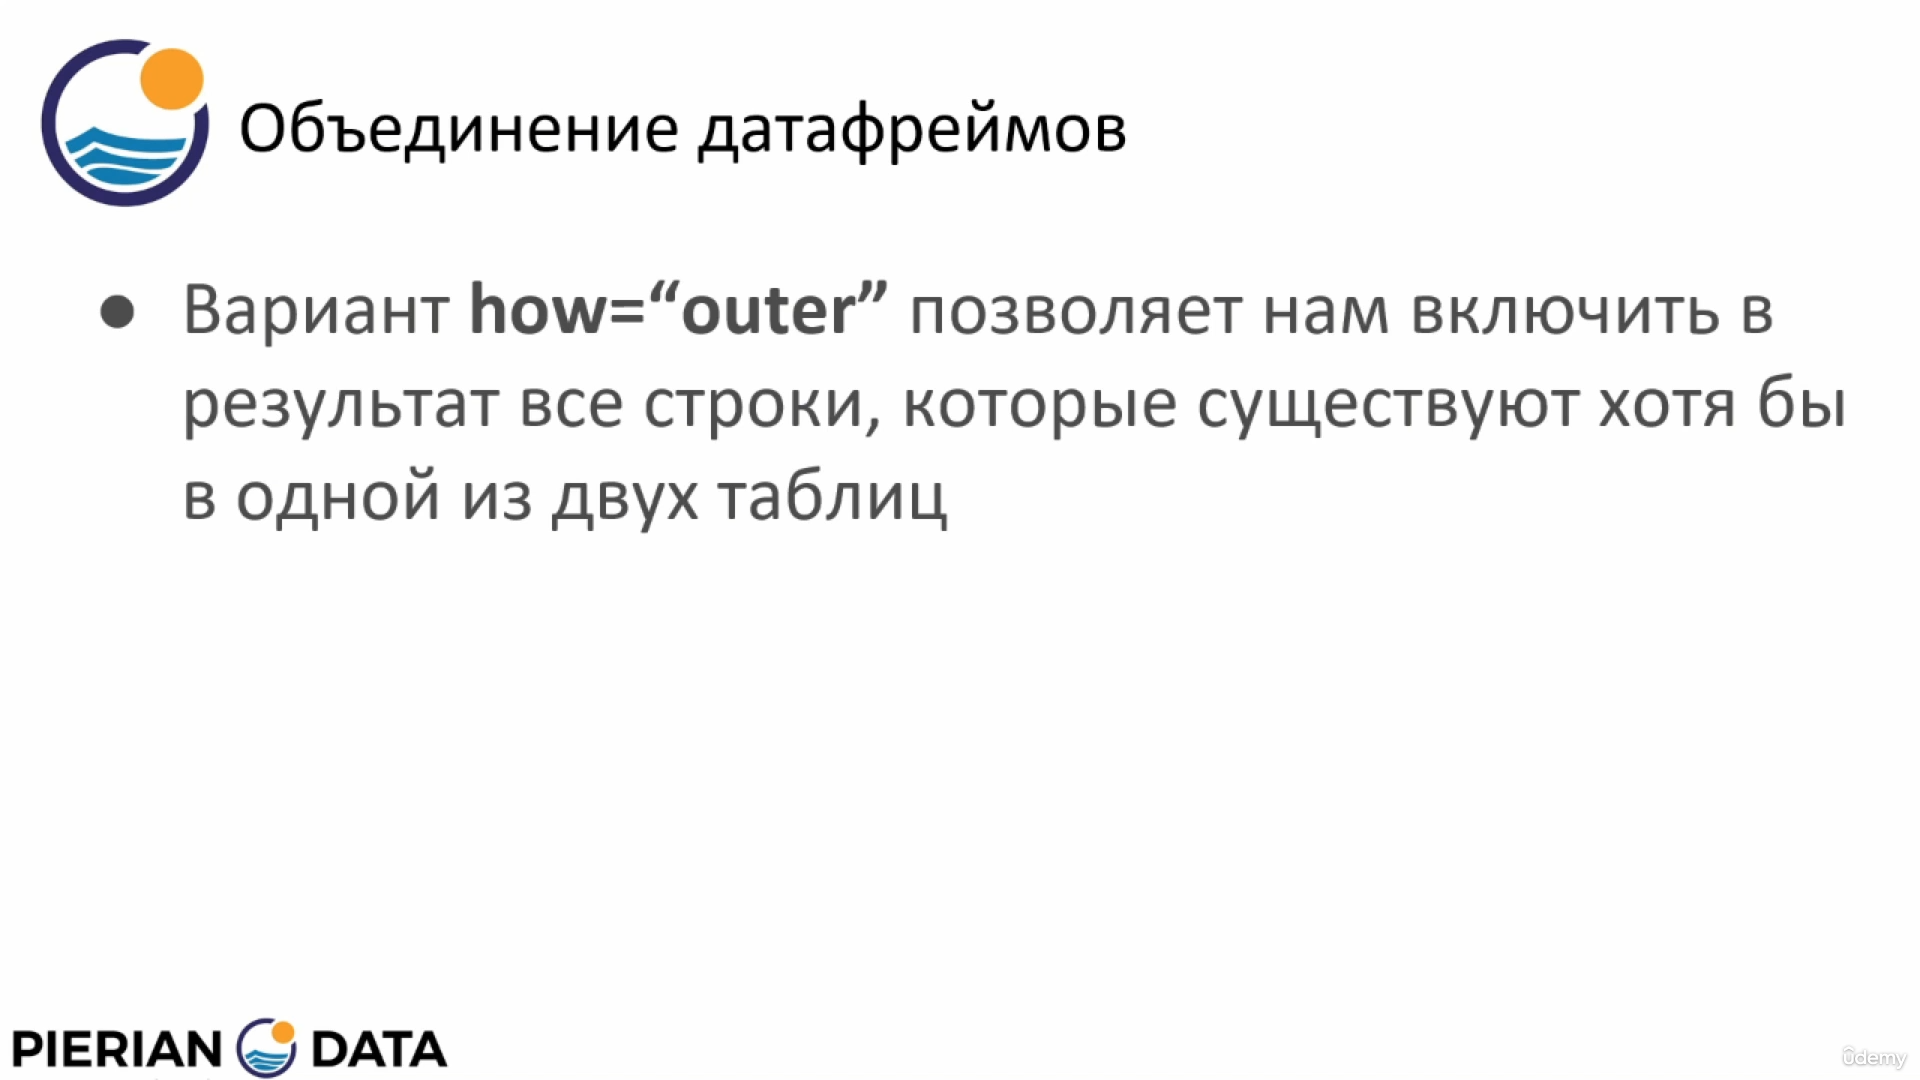 Объединение датафреймов
● Вариант how=“outer” позволяет нам включить в
результат все строки, которые существуют хотя бы
в одной из двух таблиц
PIERIAN DATA
ûdemy